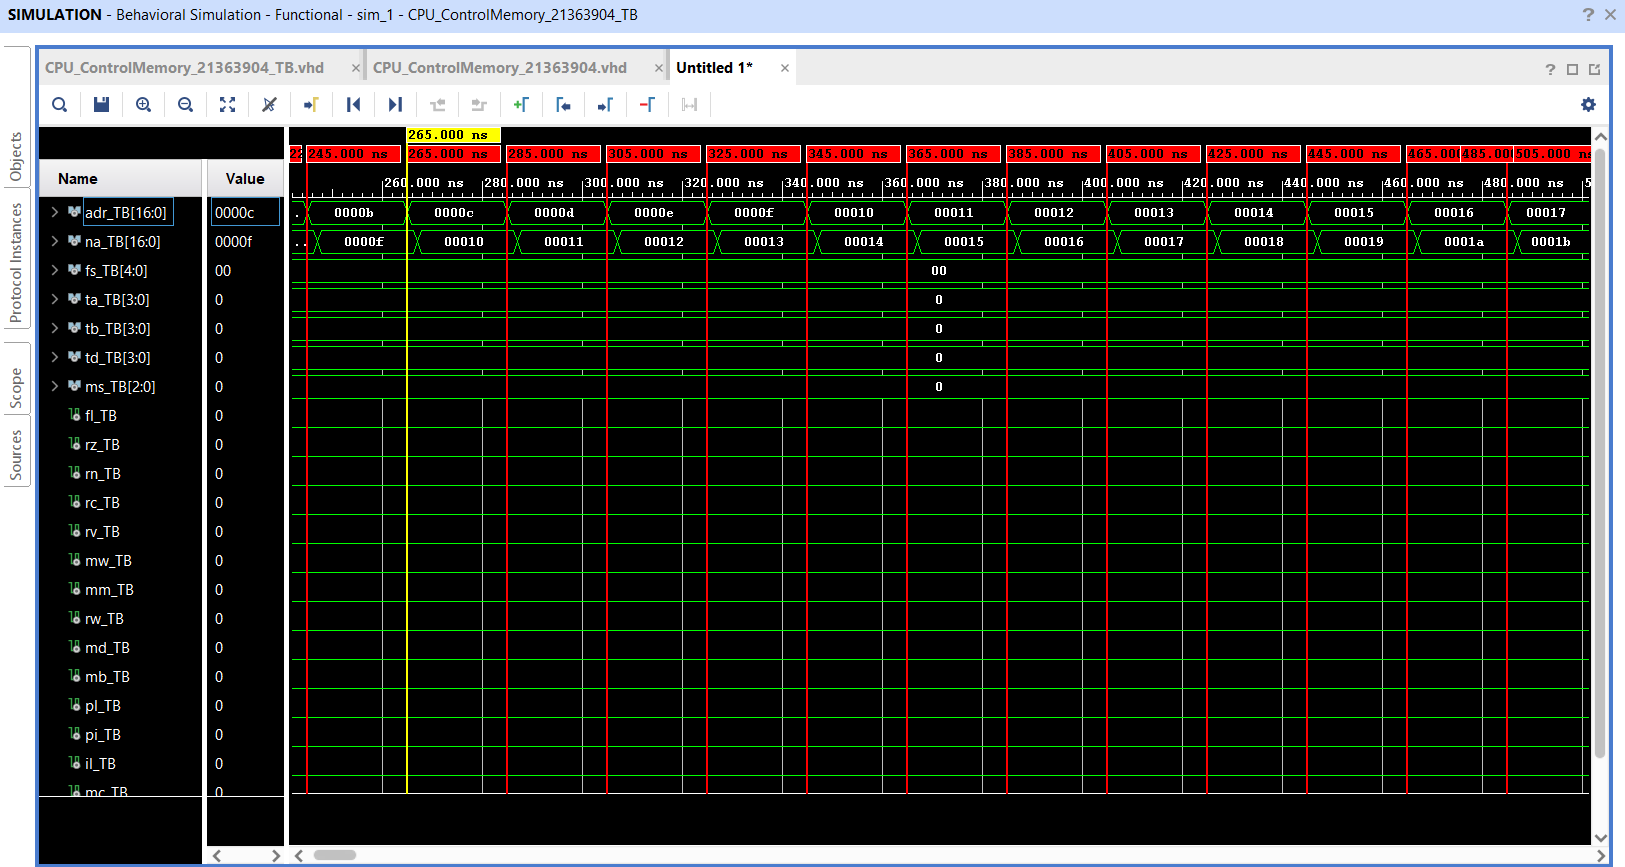 SIMULATION - Behavioral Simulation - Functional - sim_1 - CPU_ControlMemory_21363904_TB
CPU_ControlMemory_21363904_TB.vhd CPU_ControlMemory_21363904.vhd Untitled 1*
Objects
Protocol Instances
Scope
Sources
265.000 ns
245.000 ns 265.000 ns 285.000 ns 305.000 ns 325.000 ns 345.000 ns 365.000 ns 385.000 ns 405.000 ns 425.000 ns 445.000 ns 465.00 485.00 505.000 n
Name Value
260.000 ns 280.000 ns 300.000 ns 320.000 ns 340.000 ns 360.000 ns 380.000 ns 400.000 ns 420.000 ns 440.000 ns 460.000 ns 480.000 ns 5
adr_TB[16:0] 0000c . 0000b 0000c 0000d 0000e 0000f 00010 00011 00012 00013 00014 00015 00016 00017
na_TB[16:0] 0000f .. 0000f 00010 00011 00012 00013 00014 00015 00016 00017 00018 00019 0001a 0001b
fs_TB[4:0] 00 00
ta_TB[3:0] 0 0
tb_TB[3:0] 0 0
td_TB[3:0] 0 0
ms_TB[2:0] 0 0
fl_TB 0
rz_TB 0
rn_TB 0
rc_TB 0
rv_TB 0
mw_TB 0
mm_TB 0
rw_TB 0
md_TB 0
mb_TB 0
pl_TB 0
pi_TB 0
il_TB 0
mc_TB 0